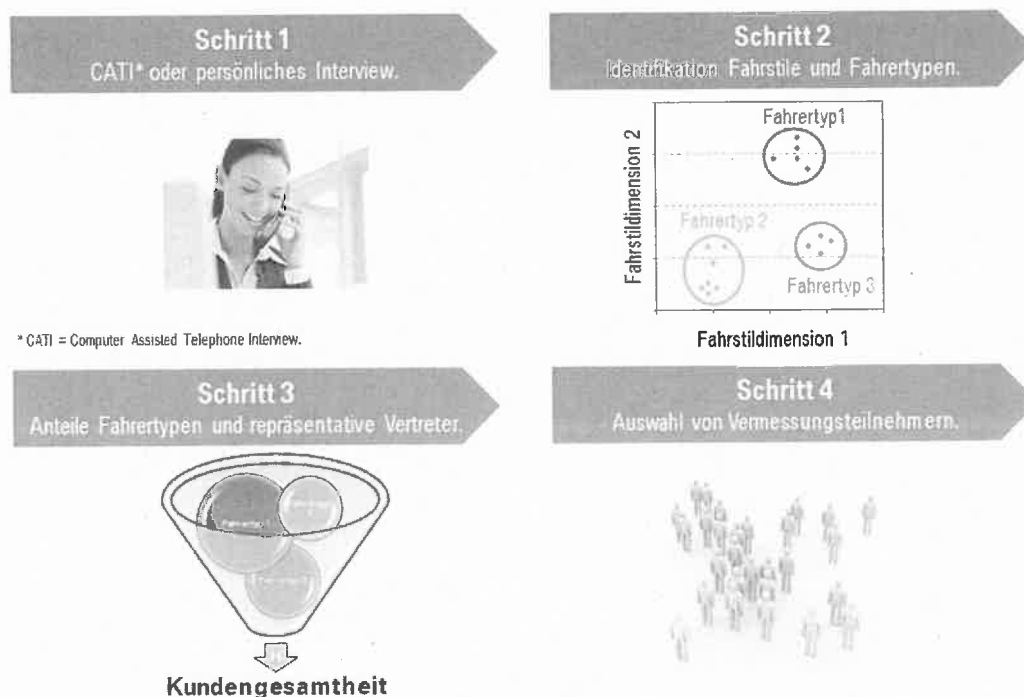 Schritt 1
CATI* oder persönliches Interview.
* CATI = Computer Assisted Telephone Interview.
Schritt 2
Identifikation Fahrstile und Fahrertypen.
Fahrstildimension 2
Fahrertyp1
Fahrertyp 2
Fahrertyp 3
Fahrstildimension 1
Schritt 3
Anteile Fahrertypen und repräsentative Vertreter.
Kundengesamtheit
Schritt 4
Auswahl von Vermessungsteilnehmern.